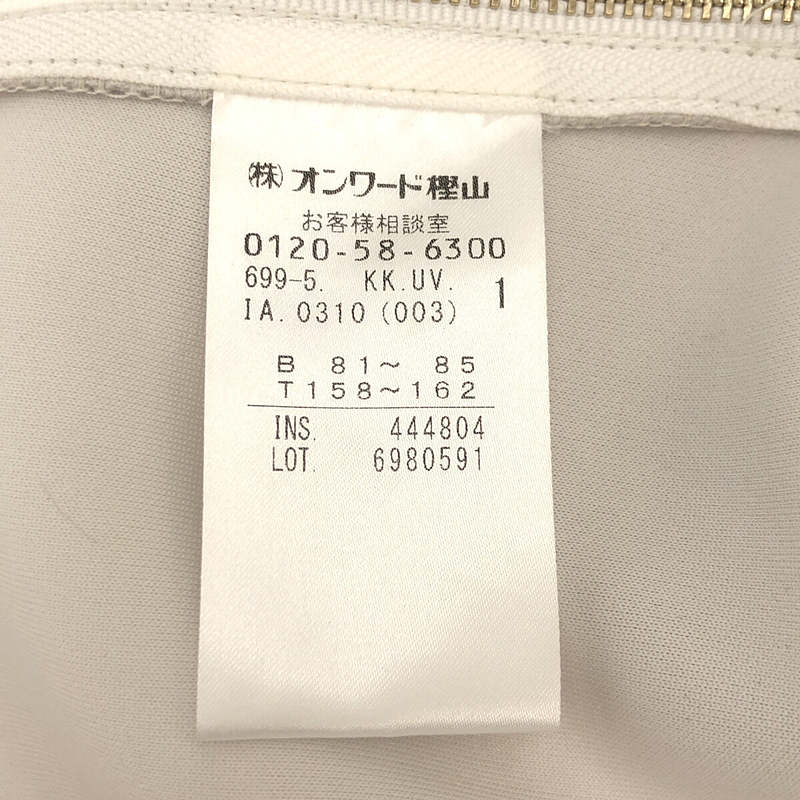 ㈱オンワード樫山
お客様相談室
0120-58-6300
699-5. KK.UV. 1
IA.0310(003)
B 81～ 85
T158～162
INS. 444804
LOT. 6980591